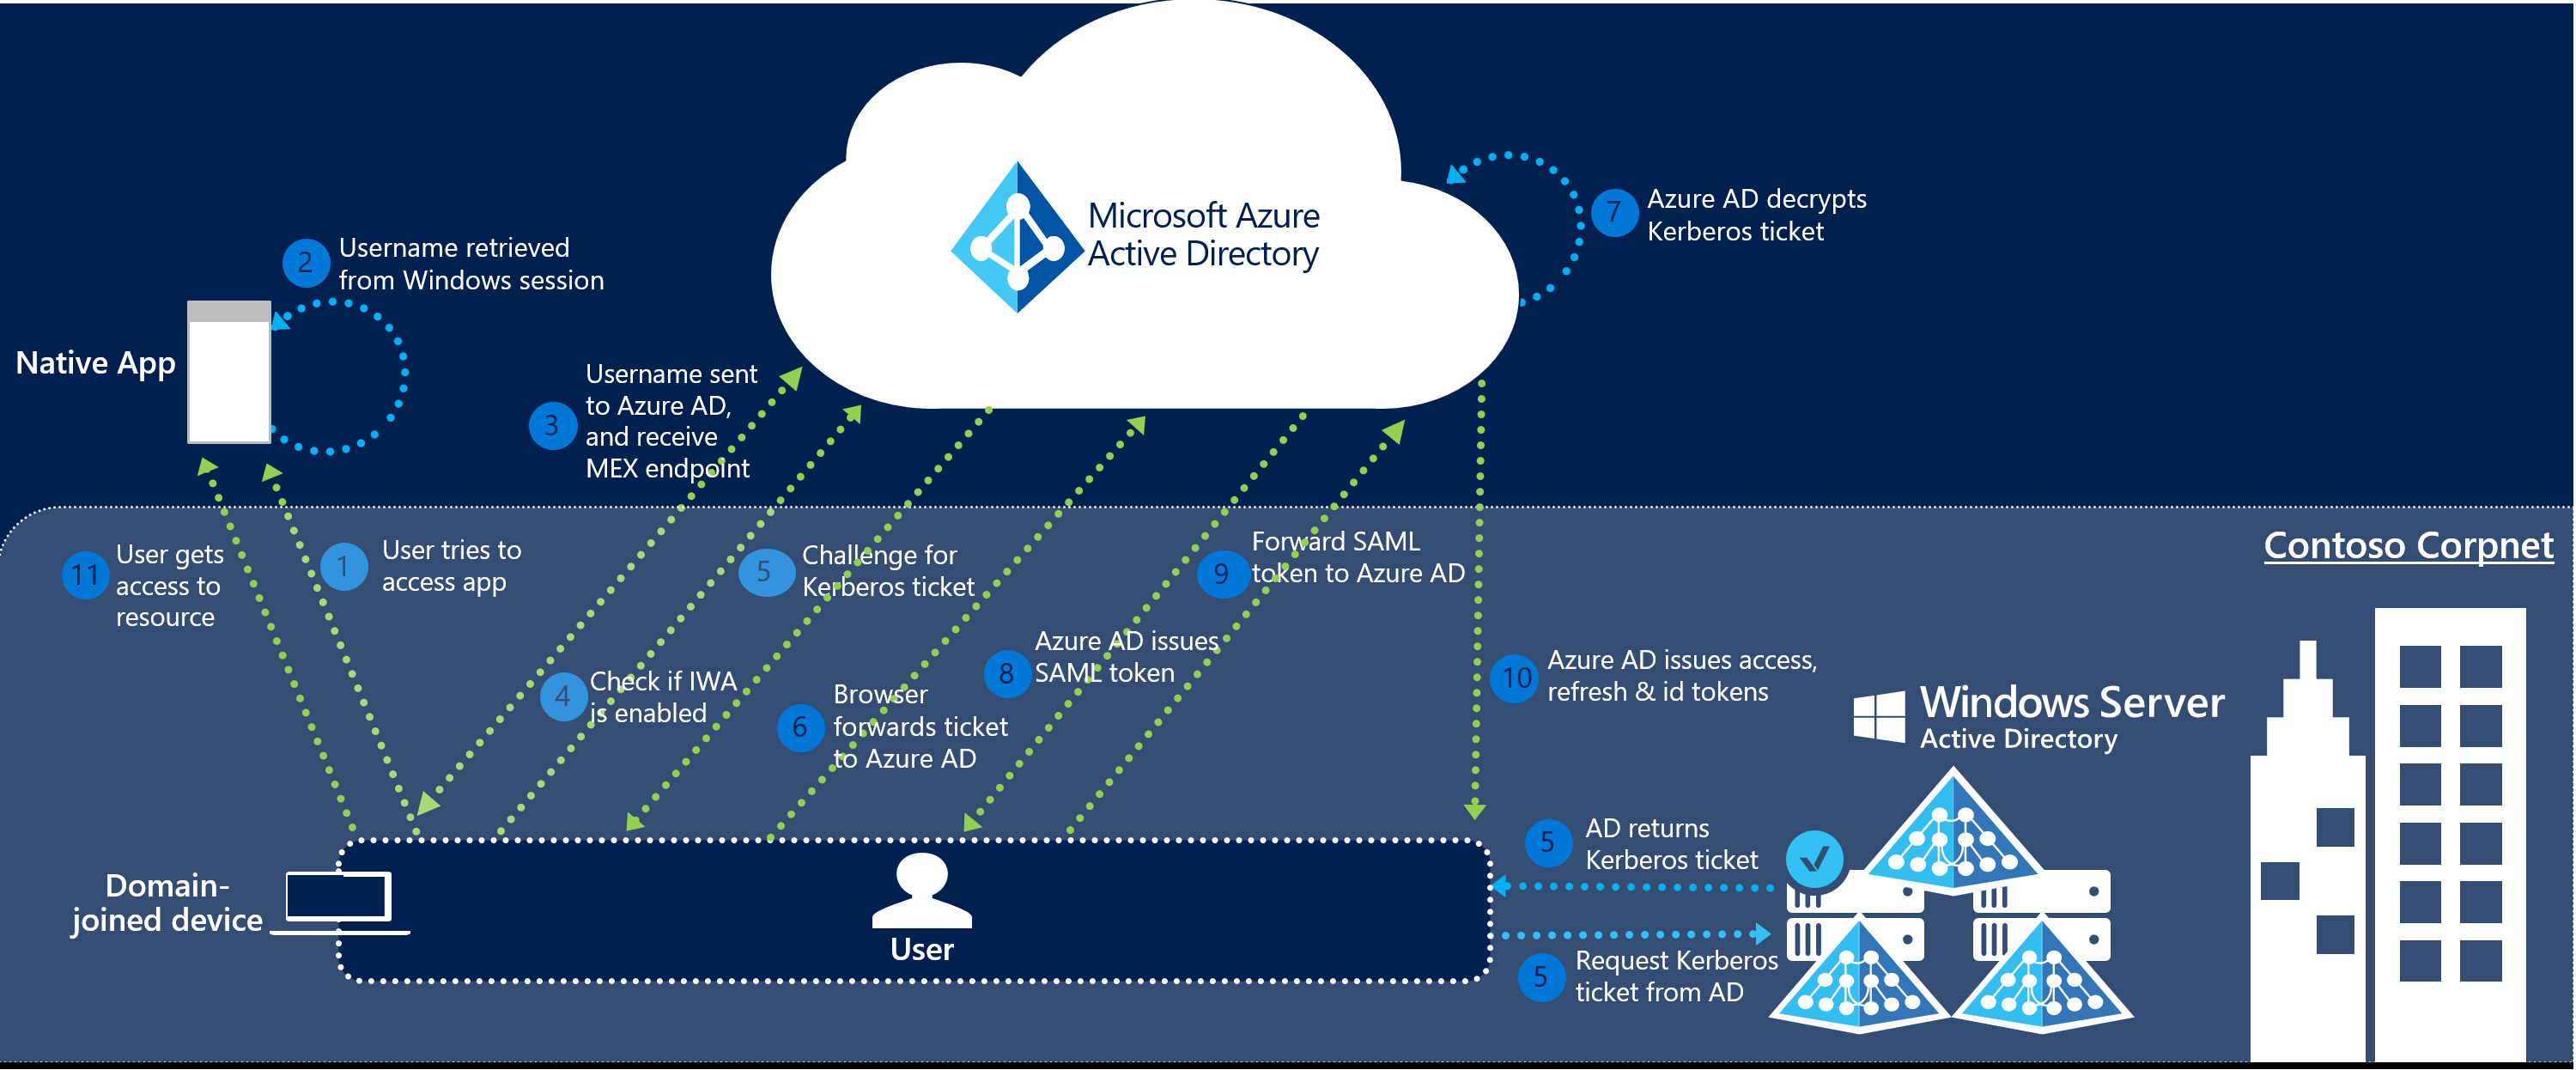 Microsoft Azure
Active Directory
7
Azure AD decrypts
Kerberos ticket
2
Username retrieved
from Windows session
Native App
3
Username sent
to Azure AD,
and receive
MEX endpoint
11
User gets
access to
resource
1
User tries to
access app
5
Challenge for
Kerberos ticket
9
Forward SAML
token to Azure AD
Contoso Corpnet
4
Check if IWA
is enabled
6
Browser
forwards ticket
to Azure AD
8
Azure AD issues
SAML token
10
Azure AD issues access,
refresh & id tokens
Windows Server
Active Directory
5
AD returns
Kerberos ticket
Domain-
joined device
User
5
Request Kerberos
ticket from AD